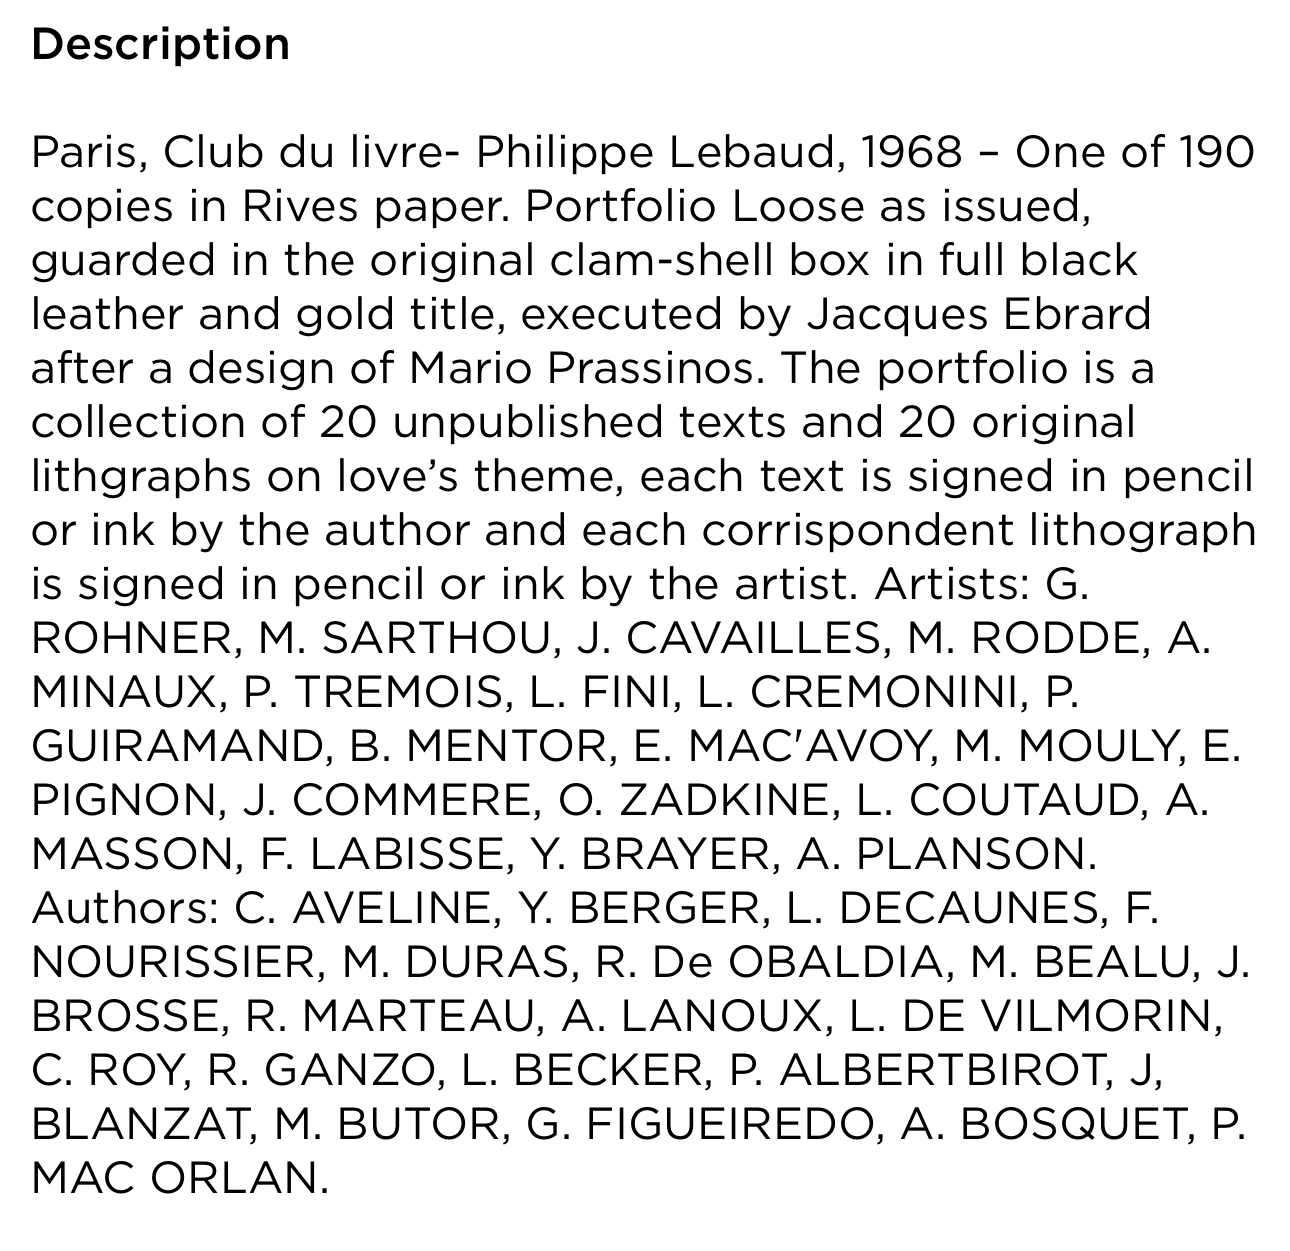 Description
Paris, Club du livre- Philippe Lebaud, 1968 – One of 190
copies in Rives paper. Portfolio Loose as issued,
guarded in the original clam-shell box in full black
leather and gold title, executed by Jacques Ebrard
after a design of Mario Prassinos. The portfolio is a
collection of 20 unpublished texts and 20 original
lithgraphs on love’s theme, each text is signed in pencil
or ink by the author and each corrispondent lithograph
is signed in pencil or ink by the artist. Artists: G.
ROHNER, M. SARTHOU, J. CAVAILLES, M. RODDE, A.
MINAUX, P. TREMOIS, L. FINI, L. CREMONINI, P.
GUIRAMAND, B. MENTOR, E. MAC'AVOY, M. MOULY, E.
PIGNON, J. COMMERE, O. ZADKINE, L. COUTAUD, A.
MASSON, F. LABISSE, Y. BRAYER, A. PLANSON.
Authors: C. AVELINE, Y. BERGER, L. DECAUNES, F.
NOURISSIER, M. DURAS, R. De OBALDIA, M. BEALU, J.
BROSSE, R. MARTEAU, A. LANOUX, L. DE VILMORIN,
C. ROY, R. GANZO, L. BECKER, P. ALBERTBIROT, J,
BLANZAT, M. BUTOR, G. FIGUEIREDO, A. BOSQUET, P.
MAC ORLAN.